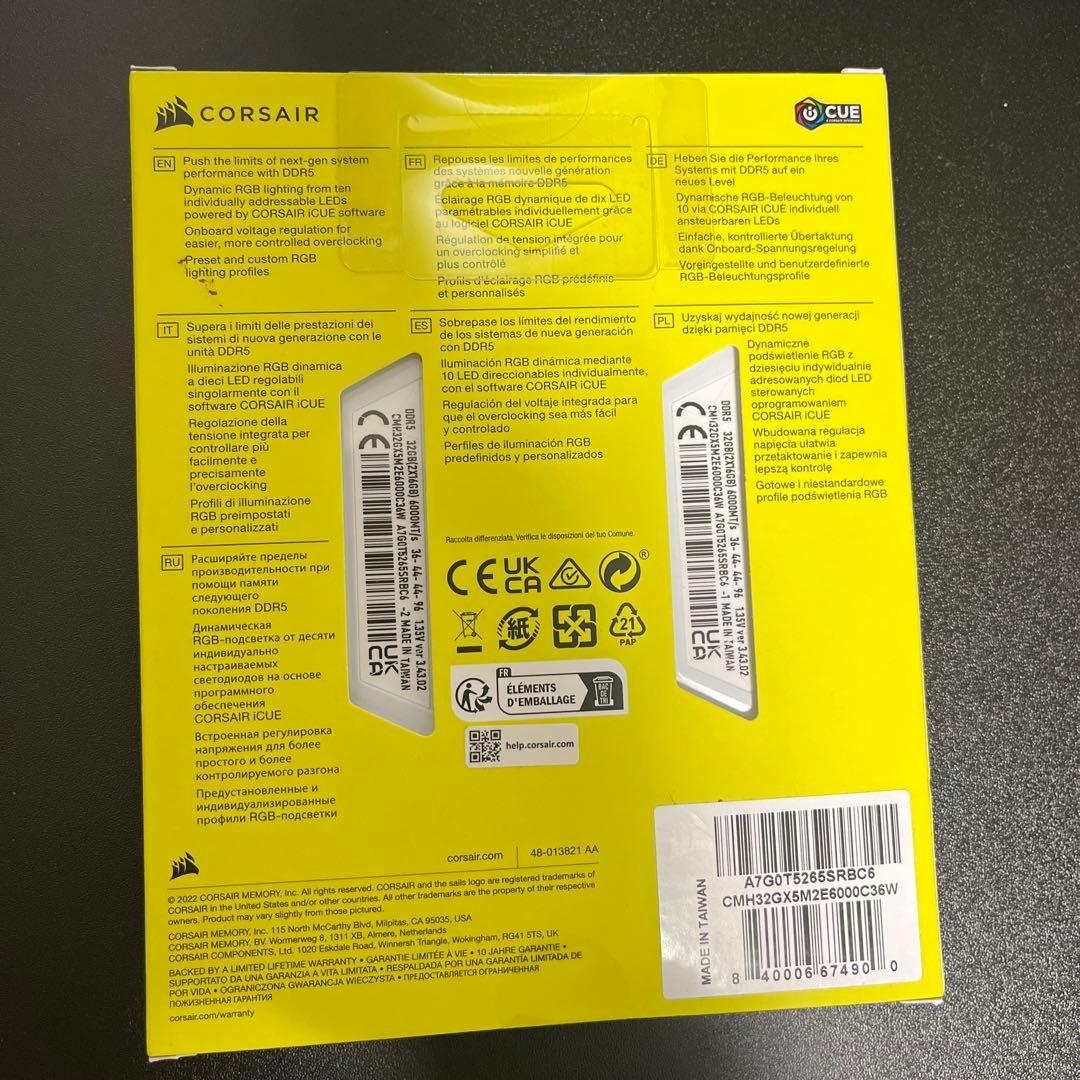 CORSAIR
iCUE
A CORSAIR INTERFACE
EN
Push the limits of next-gen system
performance with DDR5
Dynamic RGB lighting from ten
individually addressable LEDs
powered by CORSAIR iCUE software
Onboard voltage regulation for
easier, more controlled overclocking
Preset and custom RGB
lighting profiles
FR
Repousse les limites de performances
des systèmes nouvelle génération
grâce à la mémoire DDR5
Éclairage RGB dynamique de dix LED
paramétrables individuellement grâce
au logiciel CORSAIR iCUE
Régulation de tension intégrée pour
un overclocking simplifié et
plus contrôlé
Profils d'éclairage RGB prédéfinis
et personnalisés
DE
Heben Sie die Performance Ihres
Systems mit DDR5 auf ein
neues Level
Dynamische RGB-Beleuchtung von
10 via CORSAIR iCUE individuell
ansteuerbaren LEDs
Einfache, kontrollierte Übertaktung
dank Onboard-Spannungsregelung
Voreingestellte und benutzerdefinierte
RGB-Beleuchtungsprofile
IT
Supera i limiti delle prestazioni dei
sistemi di nuova generazione con le
unità DDR5
Illuminazione RGB dinamica
a dieci LED regolabili
singolarmente con il
software CORSAIR iCUE
Regolazione della
tensione integrata per
controllare più
facilmente e
precisamente
l'overclocking
Profili di illuminazione
RGB preimpostati
e personalizzati
ES
Sobrepase los límites del rendimiento
de los sistemas de nueva generación
con DDR5
Iluminación RGB dinámica mediante
10 LED direccionables individualmente,
con el software CORSAIR iCUE
Regulación del voltaje integrada para
que el overclocking sea más fácil
y controlado
Perfiles de iluminación RGB
predefinidos y personalizados
PL
Uzyskaj wydajność nowej generacji
dzięki pamięci DDR5
Dynamiczne
podświetlenie RGB z
dziesięciu indywidualnie
adresowanych diod LED
sterowanych
oprogramowaniem
CORSAIR iCUE
Wbudowana regulacja
napięcia ułatwia
przetaktowanie i zapewnia
lepszą kontrolę
Gotowe i niestandardowe
profile podświetlenia RGB
RU
Расширяйте пределы
производительности при
помощи памяти
следующего
поколения DDR5
Динамическая
RGB-подсветка от десяти
индивидуально
настраиваемых
светодиодов на основе
программного
обеспечения
CORSAIR iCUE
Встроенная регулировка
напряжения для более
простого и более
контролируемого разгона
Предустановленные и
индивидуализированные
профили RGB-подсветки
DDR5 32GB(2X16GB) 6000MT/s 36-44-44-96 1.35V ver 3.43.02
CMH32GX5M2E6000C36W A7G0T5265SRBC6 -2 MADE IN TAIWAN
CE
UK
CA
DDR5 32GB(2X16GB) 6000MT/s 36-44-44-96 1.35V ver 3.43.02
CMH32GX5M2E6000C36W A7G0T5265SRBC6 -1 MADE IN TAIWAN
CE
UK
CA
Raccolta differenziata. Verifica le disposizioni del tuo Comune.
CE
UK
CA
®
紙
21
PAP
FR
ÉLÉMENTS
D'EMBALLAGE
BAC
DE
TRI
help.corsair.com
corsair.com
48-013821 AA
© 2022 CORSAIR MEMORY, Inc. All rights reserved. CORSAIR and the sails logo are registered trademarks of
CORSAIR in the United States and/or other countries. All other trademarks are the property of their respective
owners. Product may vary slightly from those pictured.
CORSAIR MEMORY, Inc. 115 North McCarthy Blvd, Milpitas, CA 95035, USA
CORSAIR MEMORY, BV. Wormerweg 8, 1311 XB, Almere, Netherlands
CORSAIR COMPONENTS, Ltd. 1020 Eskdale Road, Winnersh Triangle, Wokingham, RG41 5TS, UK
BACKED BY A LIMITED LIFETIME WARRANTY • GARANTIE LIMITÉE À VIE • 10 JAHRE GARANTIE •
SUPPORTATO DA UNA GARANZIA A VITA LIMITATA • RESPALDADA POR UNA GARANTÍA LIMITADA DE
POR VIDA • OGRANICZONA GWARANCJA WIECZYSTA • ПРЕДОСТАВЛЯЕТСЯ ОГРАНИЧЕННАЯ
ПОЖИЗНЕННАЯ ГАРАНТИЯ
corsair.com/warranty
MADE IN TAIWAN
A7G0T5265SRBC6
CMH32GX5M2E6000C36W
8 40006 67490 0